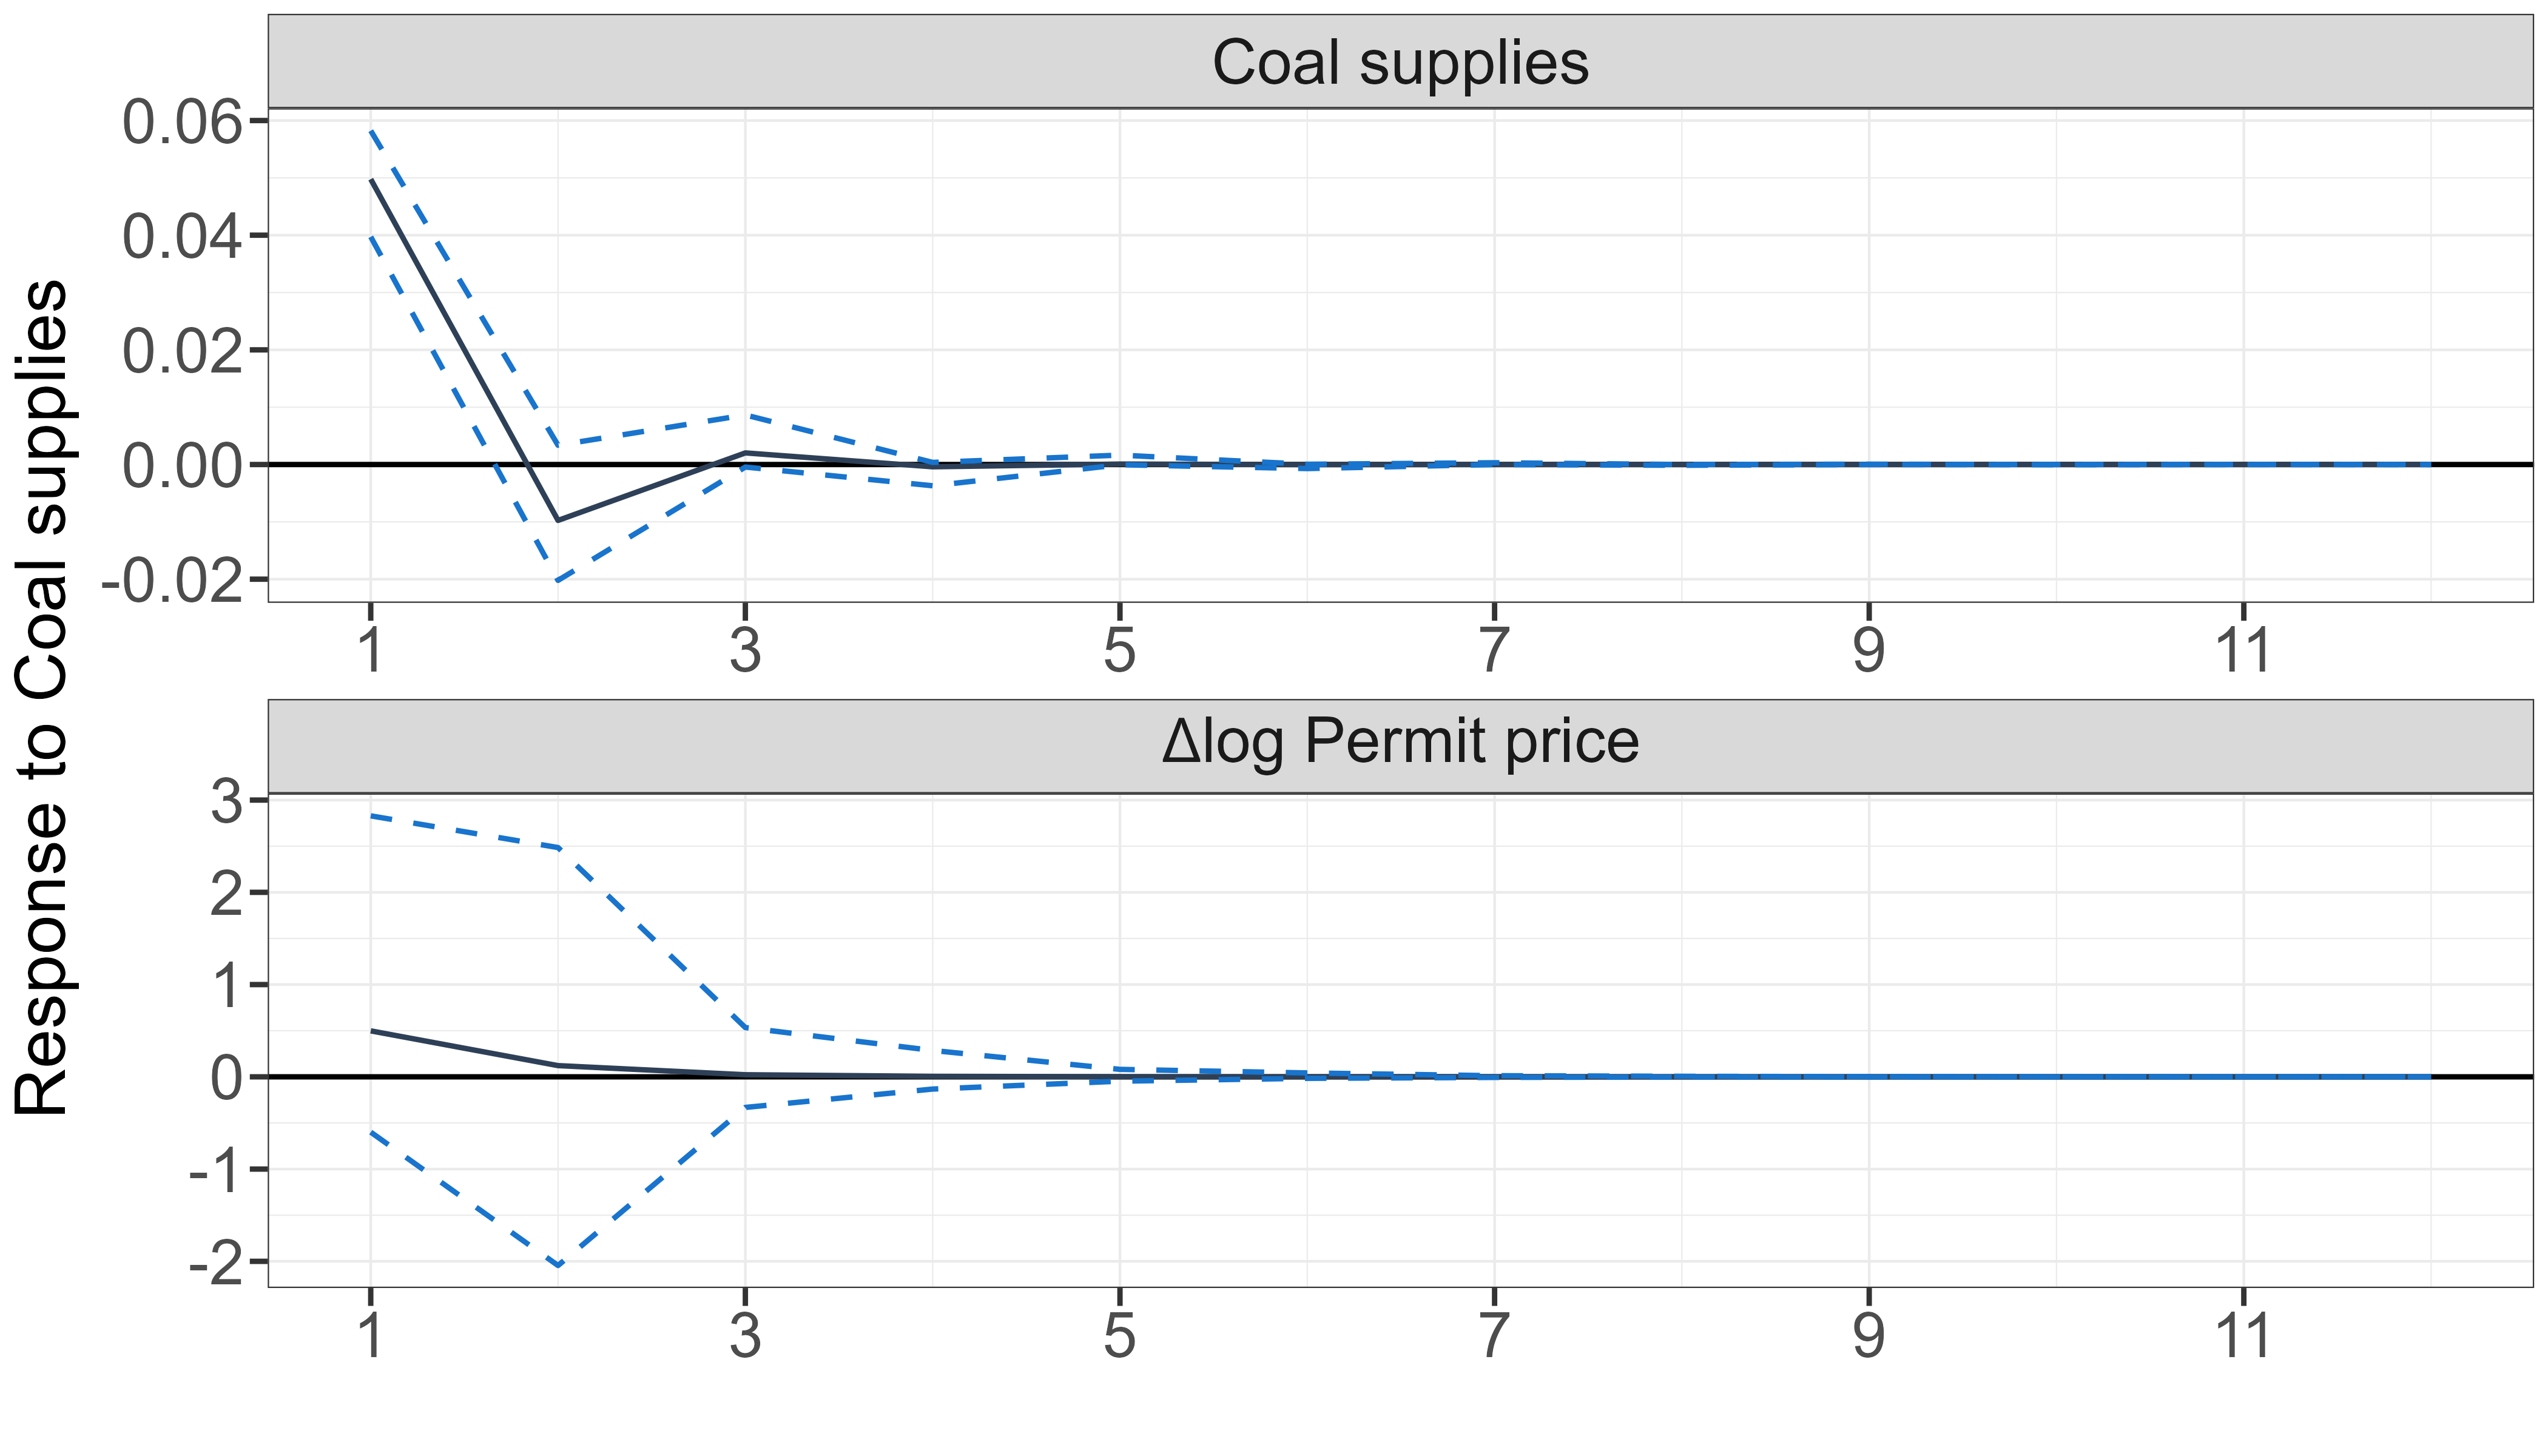 Response to Coal supplies
Coal supplies
0.06
0.04
0.02
0.00
-0.02
1 3 5 7 9 11
Δlog Permit price
3
2
1
0
-1
-2
1 3 5 7 9 11